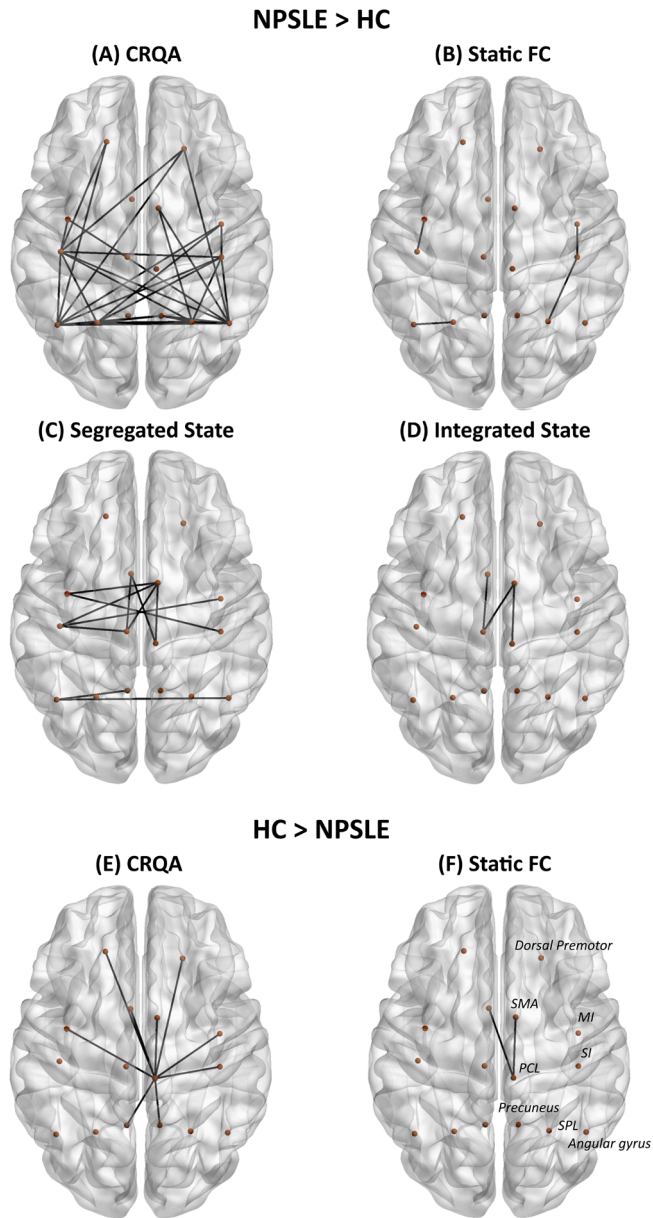 NPSLE > HC
(A) CRQA
(B) Static FC
(C) Segregated State
(D) Integrated State
HC > NPSLE
(E) CRQA
(F) Static FC
Dorsal Premotor
SMA
MI
SI
PCL
Precuneus
SPL
Angular gyrus